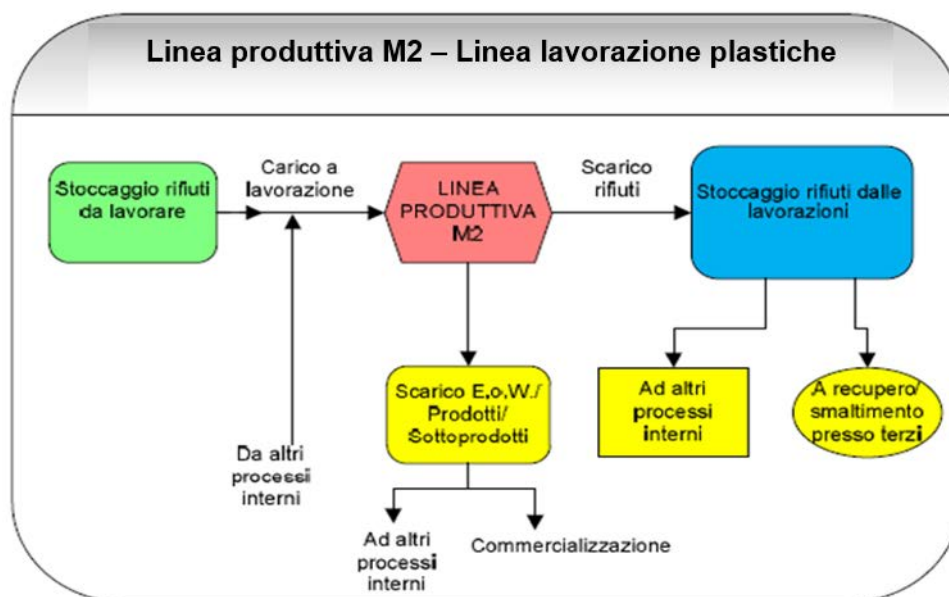 Linea produttiva M2 – Linea lavorazione plastiche
Stoccaggio rifiuti
da lavorare
Carico a
lavorazione
LINEA
PRODUTTIVA
M2
Scarico
rifiuti
Stoccaggio rifiuti dalle
lavorazioni
Da altri
processi
interni
Scarico E.o.W./
Prodotti/
Sottoprodotti
Ad altri
processi
interni
A recupero/
smaltimento
presso terzi
Ad altri
processi
interni
Commercializzazione